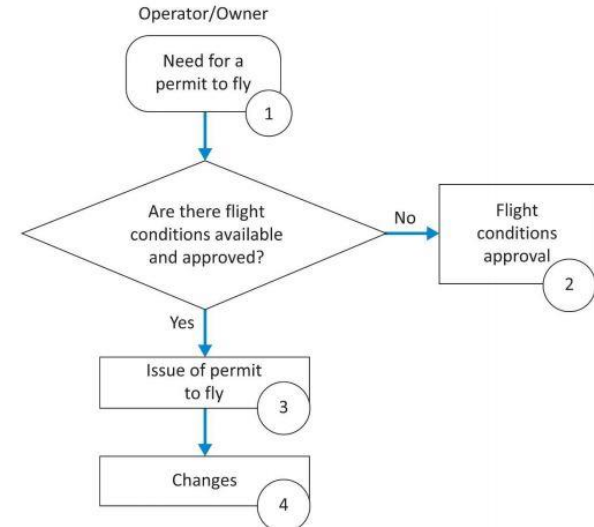 Operator/Owner
Need for a
permit to fly
1
Are there flight
conditions available
and approved?
No
Flight
conditions
approval
2
Yes
Issue of permit
to fly
3
Changes
4